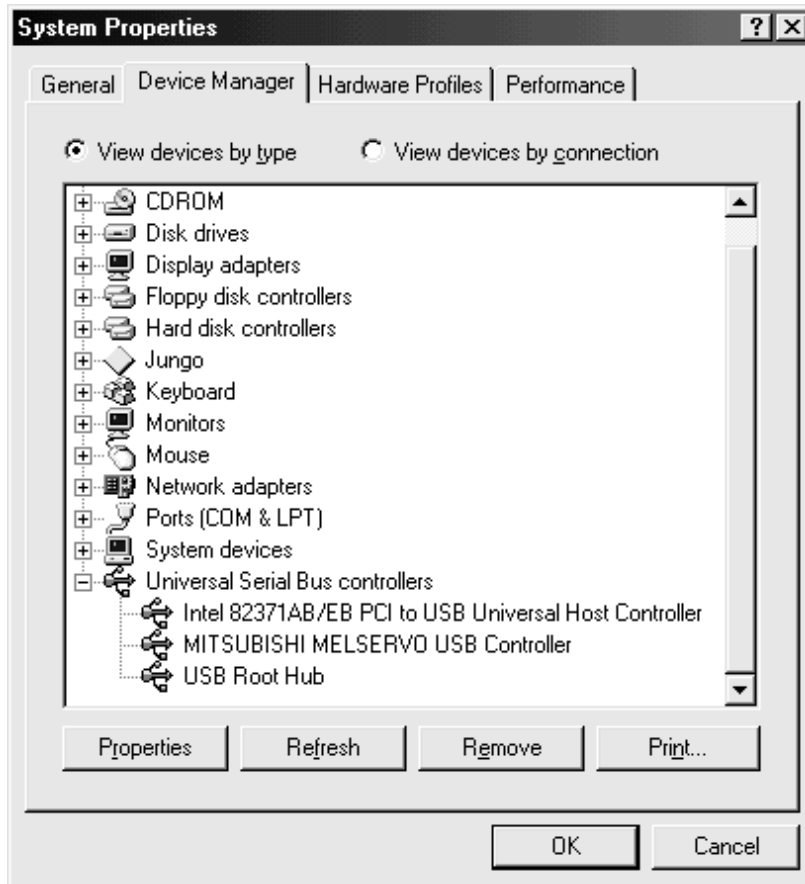 System Properties
General Device Manager Hardware Profiles Performance
View devices by type View devices by connection
CDROM
Disk drives
Display adapters
Floppy disk controllers
Hard disk controllers
Jungo
Keyboard
Monitors
Mouse
Network adapters
Ports (COM & LPT)
System devices
Universal Serial Bus controllers
Intel 82371AB/EB PCI to USB Universal Host Controller
MITSUBISHI MELSERVO USB Controller
USB Root Hub
Properties Refresh Remove Print...
OK Cancel